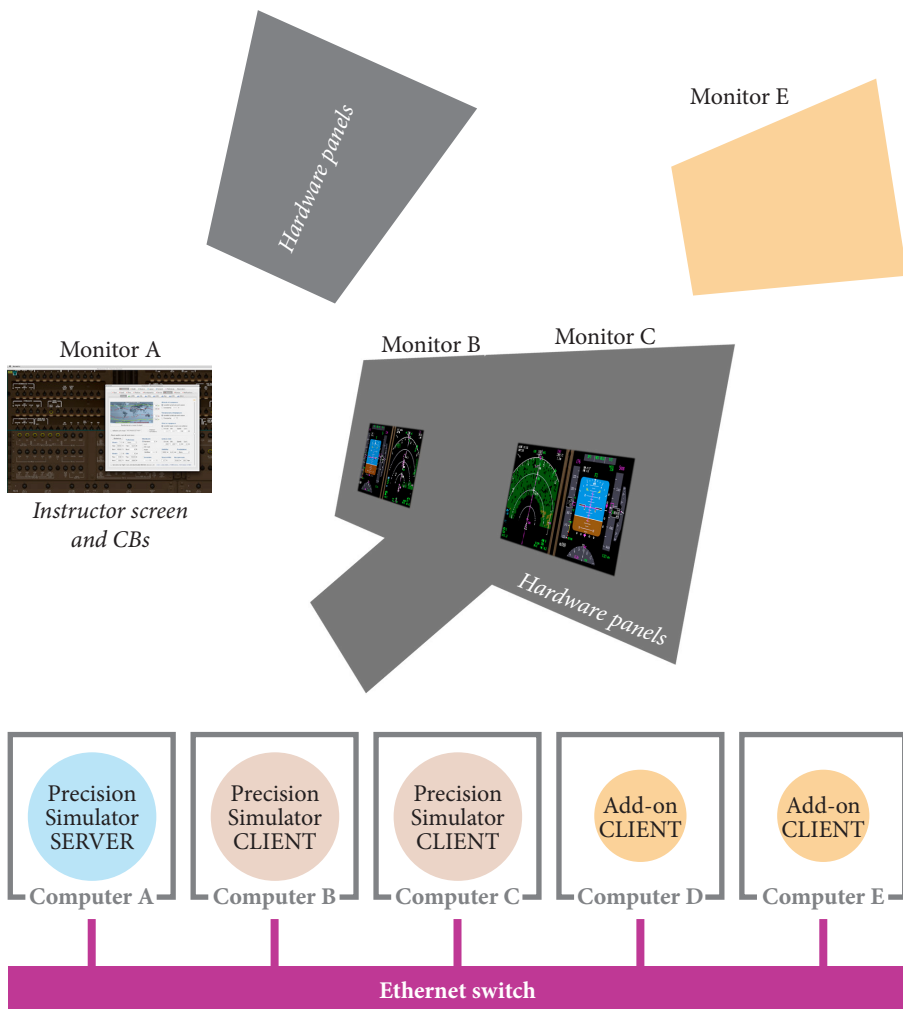 Hardware panels
Monitor E
Monitor A
Monitor B
Monitor C
Instructor screen
and CBs
Hardware panels
Precision
Simulator
SERVER
Computer A
Precision
Simulator
CLIENT
Computer B
Precision
Simulator
CLIENT
Computer C
Add-on
CLIENT
Computer D
Add-on
CLIENT
Computer E
Ethernet switch